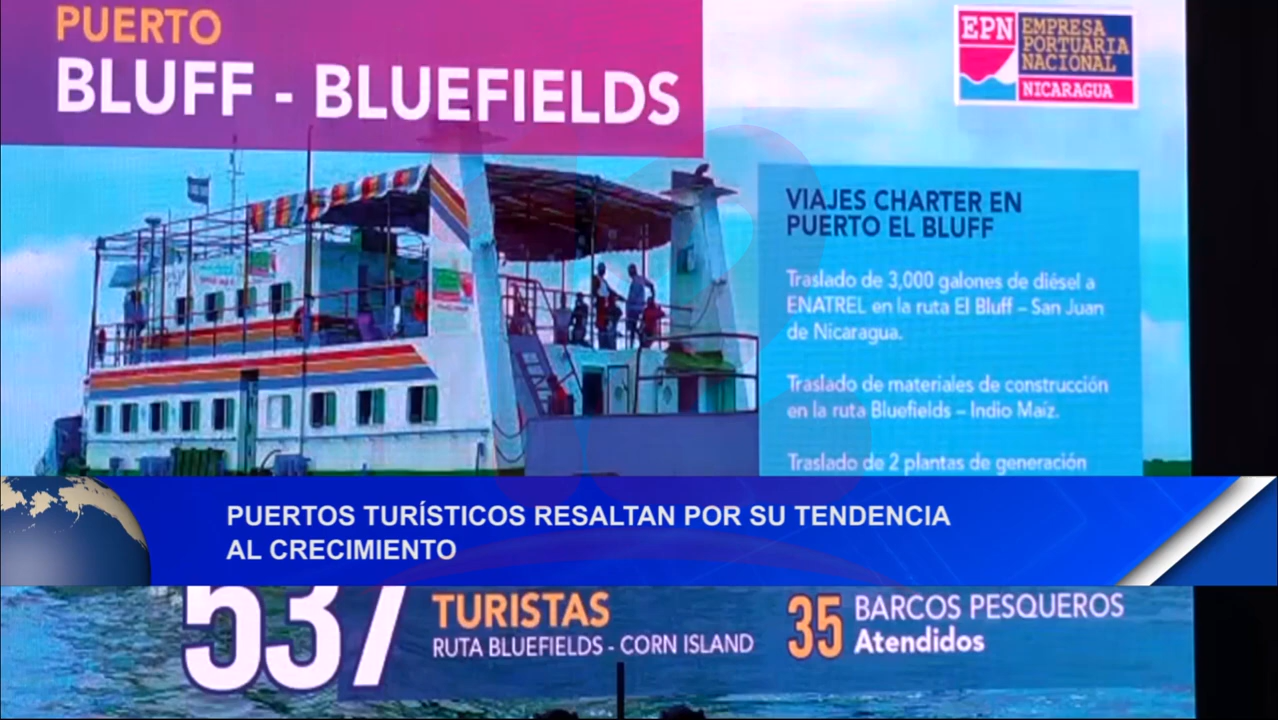 PUERTO
BLUFF - BLUEFIELDS
EPN EMPRESA
PORTUARIA
NACIONAL
NICARAGUA
VIAJES CHARTER EN
PUERTO EL BLUFF
Traslado de 3,000 galones de diésel a
ENATREL en la ruta El Bluff – San Juan
de Nicaragua.
Traslado de materiales de construcción
en la ruta Bluefields – Indio Maíz.
Traslado de 2 plantas de generación
PUERTOS TURÍSTICOS RESALTAN POR SU TENDENCIA
AL CRECIMIENTO
537 TURISTAS
RUTA BLUEFIELDS - CORN ISLAND
35 BARCOS PESQUEROS
Atendidos